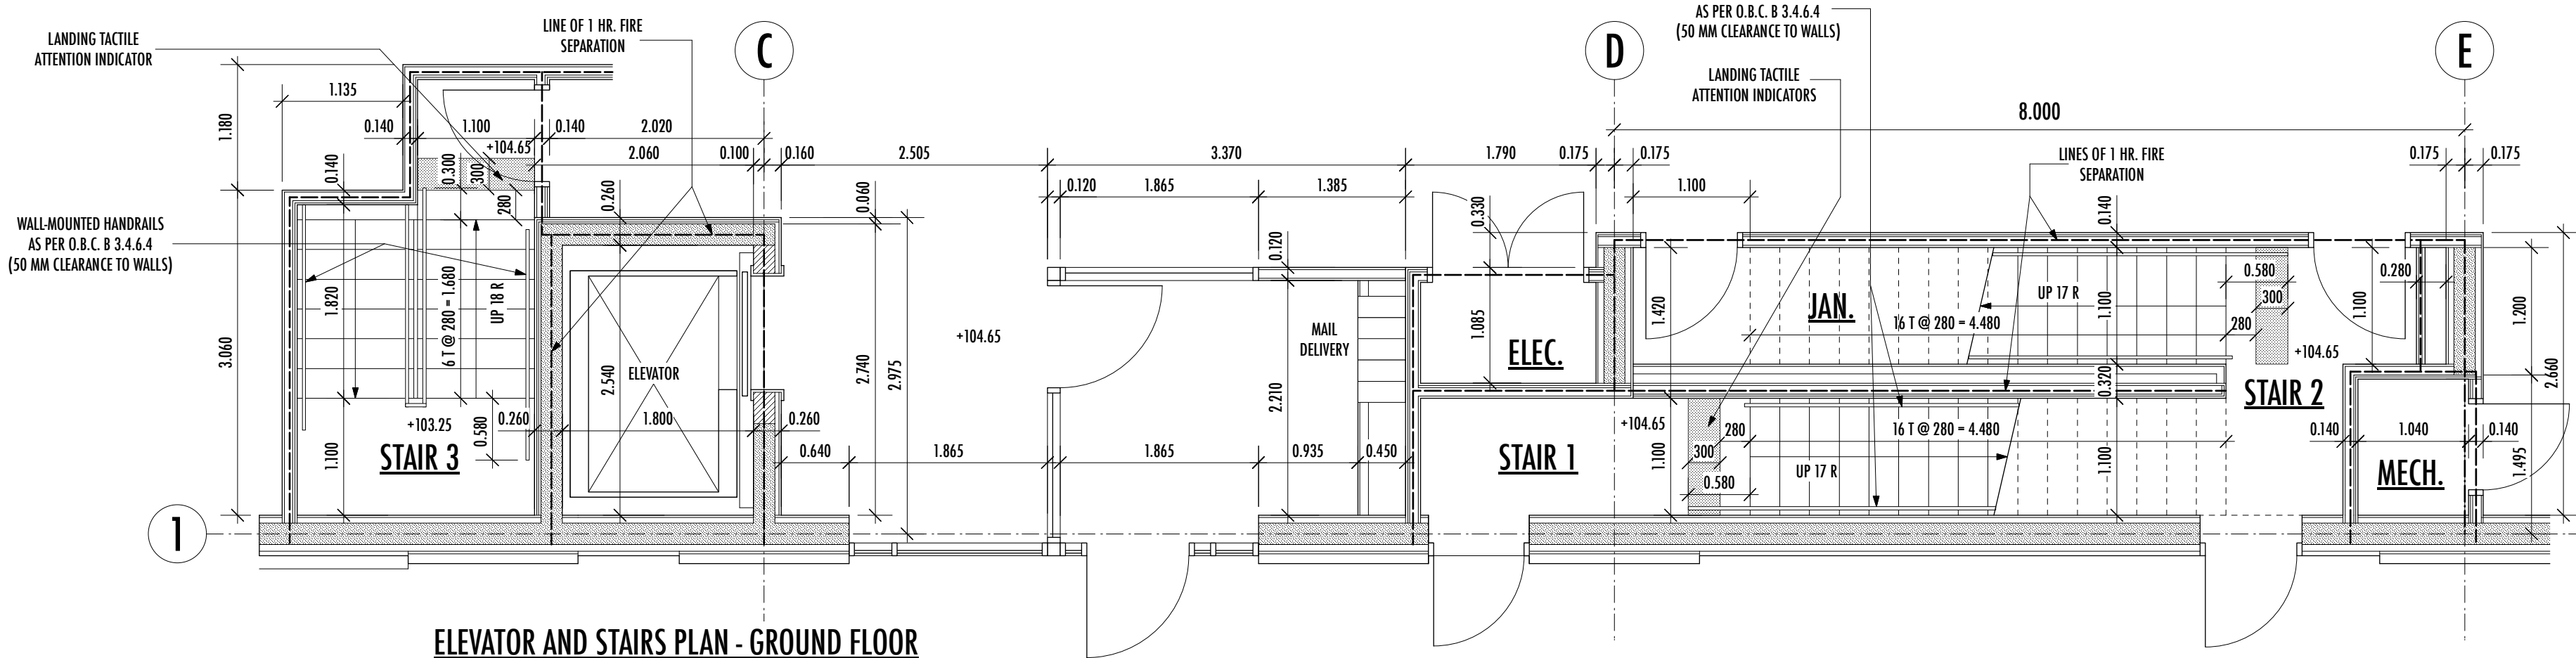 AS PER O.B.C. B 3.4.6.4
(50 MM CLEARANCE TO WALLS)
LINE OF 1 HR. FIRE
SEPARATION
LANDING TACTILE
ATTENTION INDICATOR
C
D
E
LANDING TACTILE
ATTENTION INDICATORS
1.135
8.000
1.180
0.140
1.100
0.140
2.020
+104.65
2.060
0.100
0.160
2.505
3.370
1.790
0.175
0.175
LINES OF 1 HR. FIRE
SEPARATION
0.175
0.175
0.140
0.300
300
280
0.260
0.060
0.120
1.865
1.385
0.330
1.100
0.140
WALL-MOUNTED HANDRAILS
AS PER O.B.C. B 3.4.6.4
(50 MM CLEARANCE TO WALLS)
0.120
0.580
0.280
300
1.820
6 T @ 280 = 1.680
UP 18 R
UP 17 R
JAN.
16 T @ 280 = 4.480
280
1.420
1.100
1.100
1.200
3.060
ELEVATOR
2.540
2.740
2.975
+104.65
MAIL
DELIVERY
1.085
ELEC.
+104.65
2.660
0.320
STAIR 2
2.210
+103.25
0.580
0.260
1.800
0.260
+104.65
280
16 T @ 280 = 4.480
0.140
1.040
0.140
STAIR 3
1.100
0.640
1.865
1.865
0.935
0.450
STAIR 1
1.100
300
0.580
UP 17 R
1.100
MECH.
1.495
1
ELEVATOR AND STAIRS PLAN - GROUND FLOOR